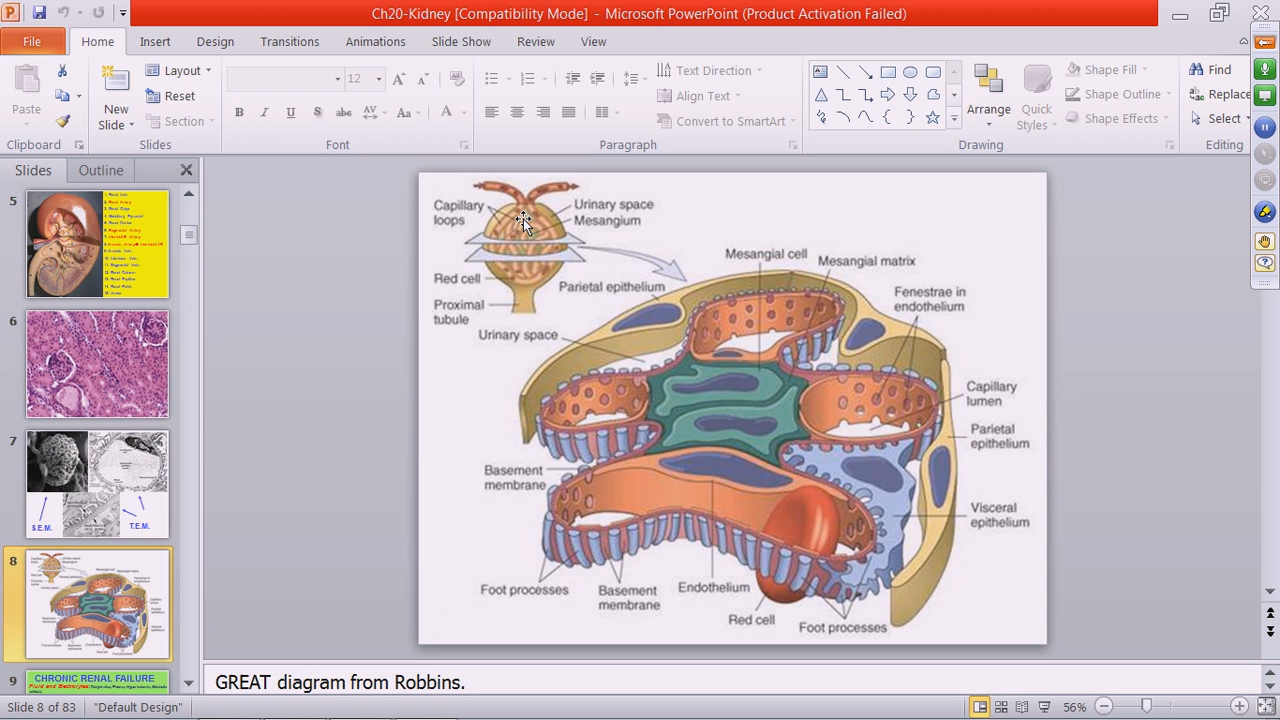 Ch20-Kidney [Compatibility Mode] - Microsoft PowerPoint (Product Activation Failed)
File Home Insert Design Transitions Animations Slide Show Review View
Paste
Clipboard
New
Slide
Layout
Reset
Section
Slides
12
B I U S abc AV Aa A
Font
Text Direction
Align Text
Convert to SmartArt
Paragraph
Arrange
Quick
Styles
Shape Fill
Shape Outline
Shape Effects
Drawing
Find
Replace
Select
Editing
Slides Outline
5
6
7
S.E.M.
T.E.M.
8
9
CHRONIC RENAL FAILURE
Capillary
loops
Urinary space
Mesangium
Red cell
Proximal
tubule
Parietal epithelium
Urinary space
Mesangial cell
Mesangial matrix
Fenestrae in
endothelium
Capillary
lumen
Parietal
epithelium
Visceral
epithelium
Basement
membrane
Foot processes
Basement
membrane
Endothelium
Red cell
Foot processes
GREAT diagram from Robbins.
Slide 8 of 83 "Default Design" 56%